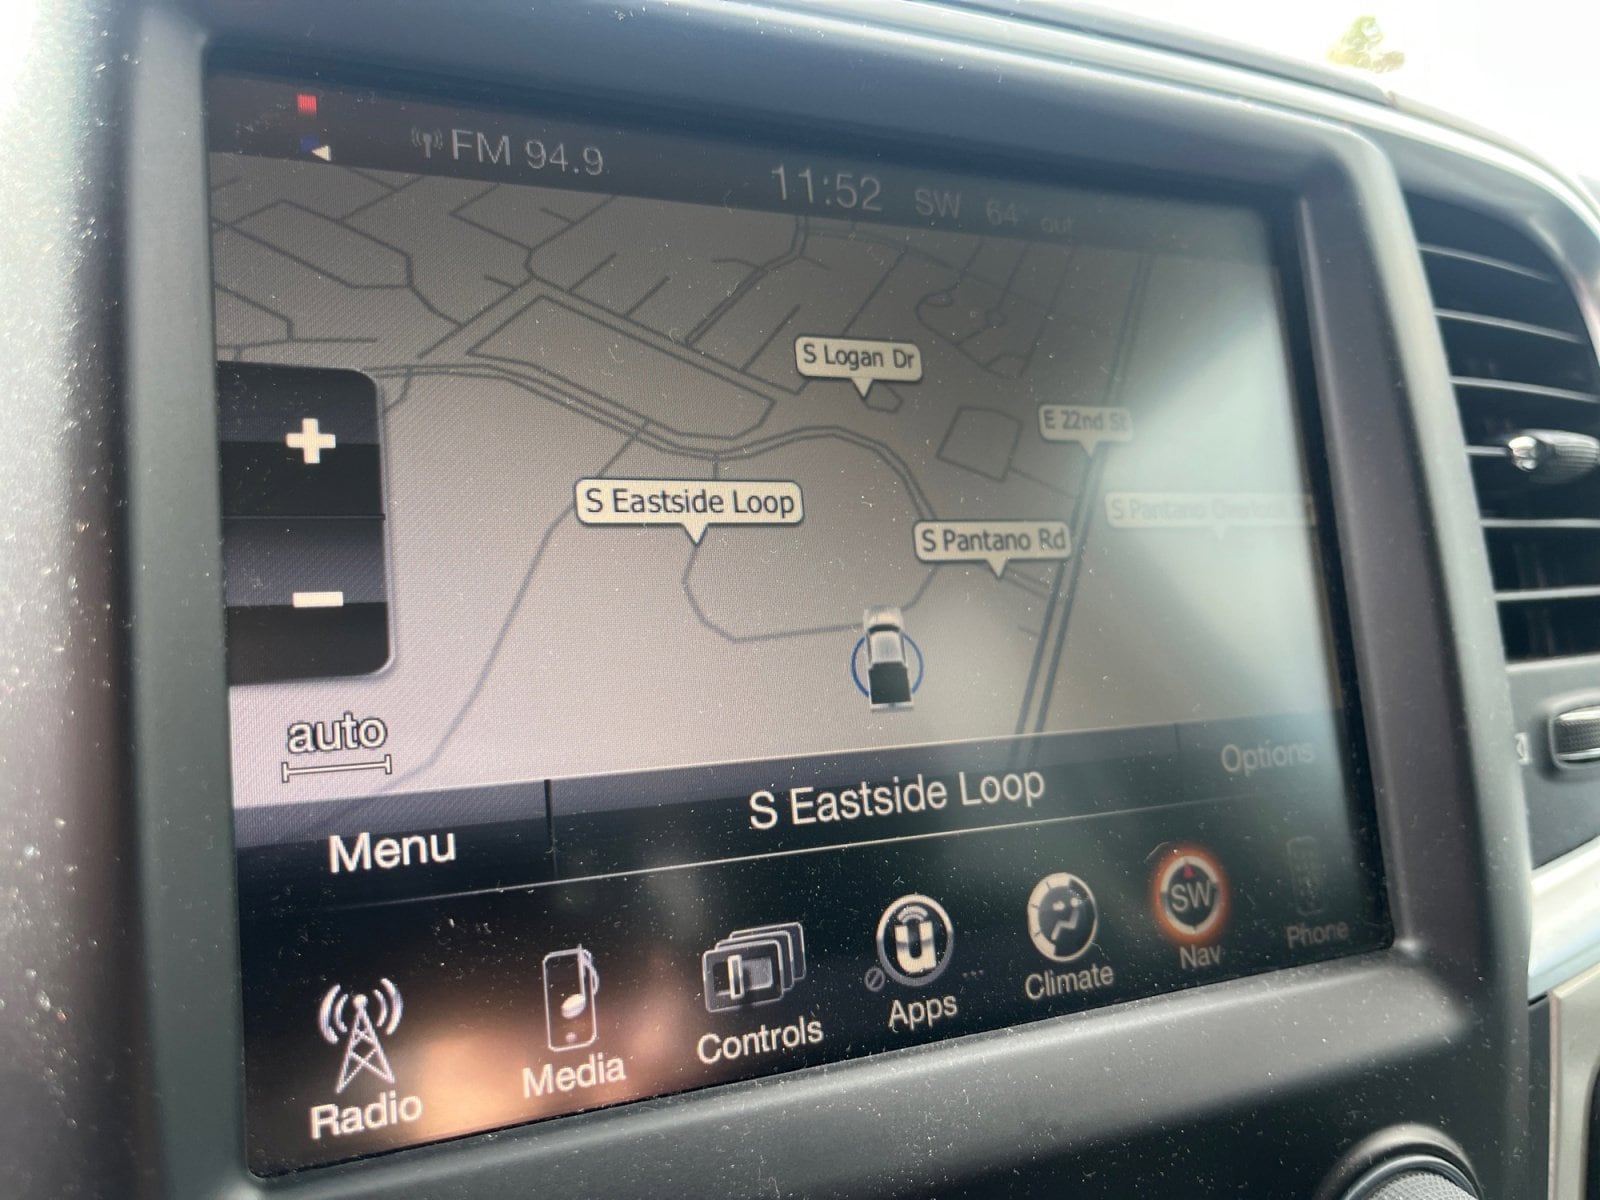 FM 94.9
11:52 SW 64° out
S Logan Dr
E 22nd St
S Eastside Loop
S Pantano
S Pantano Rd
auto
Menu
S Eastside Loop
Options
Radio
Media
Controls
Apps
Climate
SW
Nav
Phone